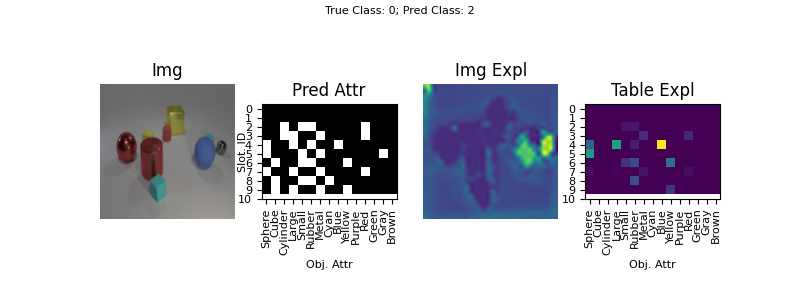 True Class: 0; Pred Class: 2
Img
Pred Attr
Img Expl
Table Expl
Slot. ID
0
1
2
3
4
5
6
7
8
9
10
Sphere
Cube
Cylinder
Large
Small
Rubber
Metal
Cyan
Blue
Yellow
Purple
Red
Green
Gray
Brown
Obj. Attr
0
1
2
3
4
5
6
7
8
9
10
Sphere
Cube
Cylinder
Large
Small
Rubber
Metal
Cyan
Blue
Yellow
Purple
Red
Green
Gray
Brown
Obj. Attr